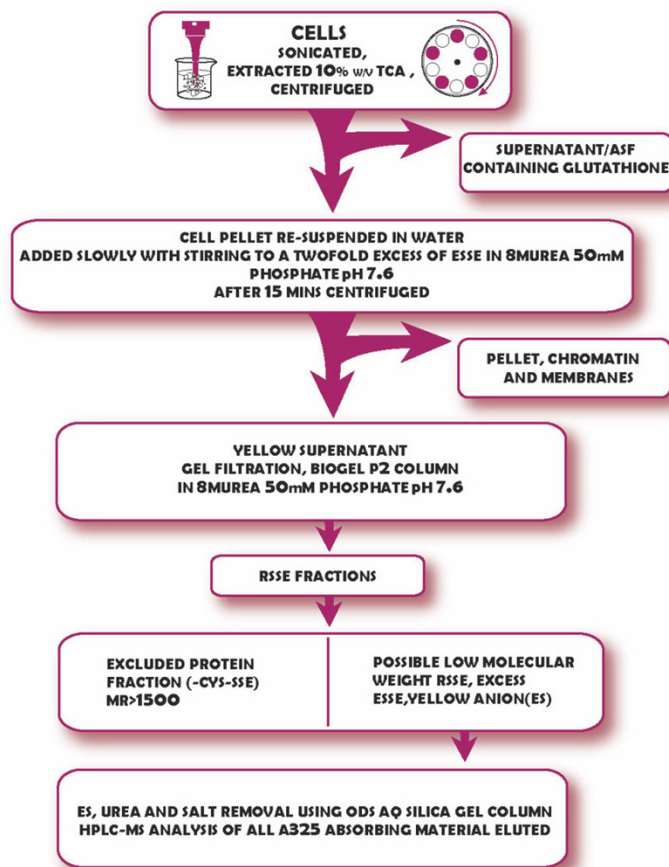 CELLS
SONICATED,
EXTRACTED 10% w/v TCA ,
CENTRIFUGED
SUPERNATANT/ASF
CONTAINING GLUTATHIONE
CELL PELLET RE-SUSPENDED IN WATER
ADDED SLOWLY WITH STIRRING TO A TWOFOLD EXCESS OF ESSE IN 8MUREA 50mM
PHOSPHATE pH 7.6
AFTER 15 MINS CENTRIFUGED
PELLET, CHROMATIN
AND MEMBRANES
YELLOW SUPERNATANT
GEL FILTRATION, BIOGEL P2 COLUMN
IN 8MUREA 50mM PHOSPHATE pH 7.6
RSSE FRACTIONS
EXCLUDED PROTEIN
FRACTION (-CYS-SSE)
MR>1500
POSSIBLE LOW MOLECULAR
WEIGHT RSSE, EXCESS
ESSE,YELLOW ANION(ES)
ES, UREA AND SALT REMOVAL USING ODS AQ SILICA GEL COLUMN
HPLC-MS ANALYSIS OF ALL A325 ABSORBING MATERIAL ELUTED